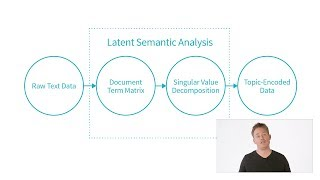 Latent Semantic Analysis
Raw Text Data
Document
Term Matrix
Singular Value
Decomposition
Topic-Encoded
Data